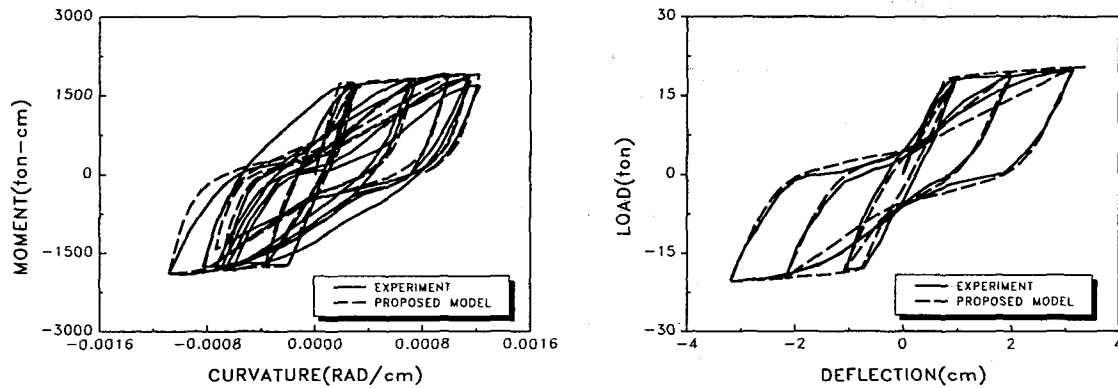 3000
1500
0
−1500
−3000
MOMENT(ton−cm)
EXPERIMENT
PROPOSED MODEL
−0.0016
−0.0008
0.0000
0.0008
0.0016
CURVATURE(RAD/cm)
30
15
0
−15
−30
LOAD(ton)
EXPERIMENT
PROPOSED MODEL
−4
−2
0
2
4
DEFLECTION(cm)